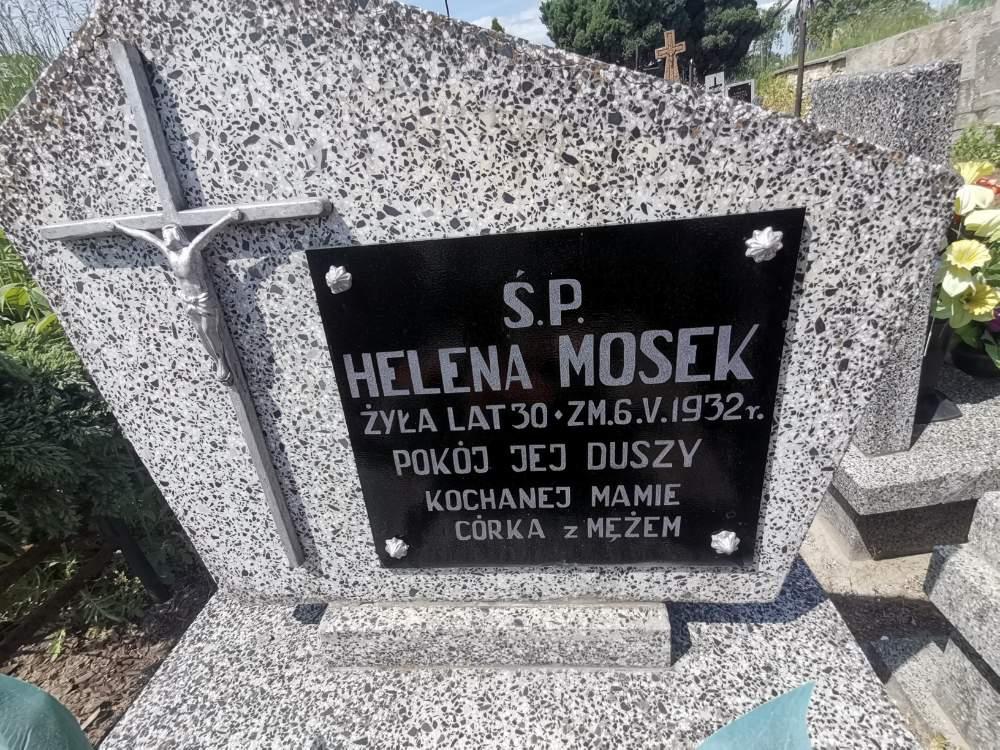 Ś.P.
HELENA MOSEK
ŻYŁA LAT 30 · ZM.6.V.1932r.
POKÓJ JEJ DUSZY
KOCHANEJ MAMIE
CÓRKA z MĘŻEM